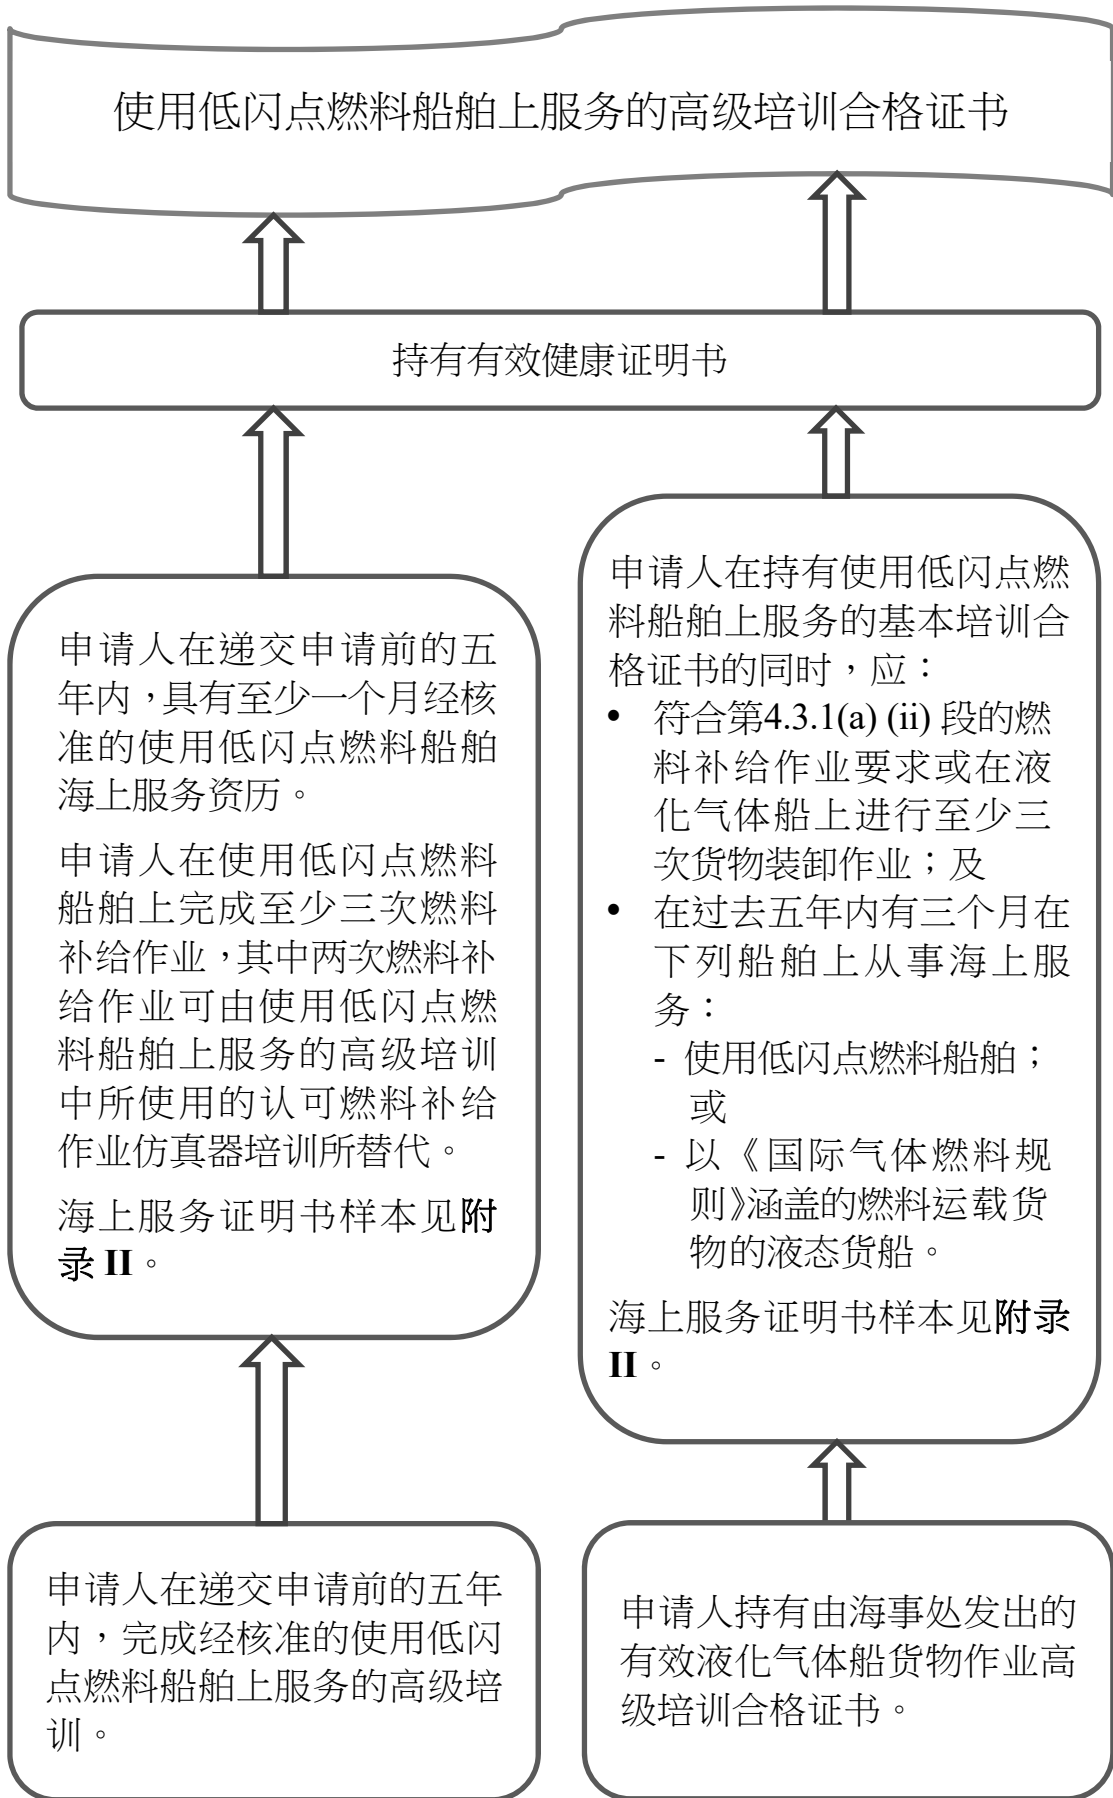 使用低闪点燃料船舶上服务的高级培训合格证书
持有有效健康证明书
申请人在递交申请前的五
年内，具有至少一个月经核
准的使用低闪点燃料船舶
海上服务资历。
申请人在使用低闪点燃料
船舶上完成至少三次燃料
补给作业，其中两次燃料补
给作业可由使用低闪点燃
料船舶上服务的高级培训
中所使用的认可燃料补给
作业仿真器培训所替代。
海上服务证明书样本见附
录 II。
申请人在递交申请前的五年
内，完成经核准的使用低闪
点燃料船舶上服务的高级培
训。
申请人在持有使用低闪点燃
料船舶上服务的基本培训合
格证书的同时，应：
• 符合第4.3.1(a) (ii) 段的燃
料补给作业要求或在液
化气体船上进行至少三
次货物装卸作业；及
• 在过去五年内有三个月在
下列船舶上从事海上服
务：
- 使用低闪点燃料船舶；
或
- 以《国际气体燃料规
则》涵盖的燃料运载货
物的液态货船。
海上服务证明书样本见附录
II。
申请人持有由海事处发出的
有效液化气体船货物作业高
级培训合格证书。